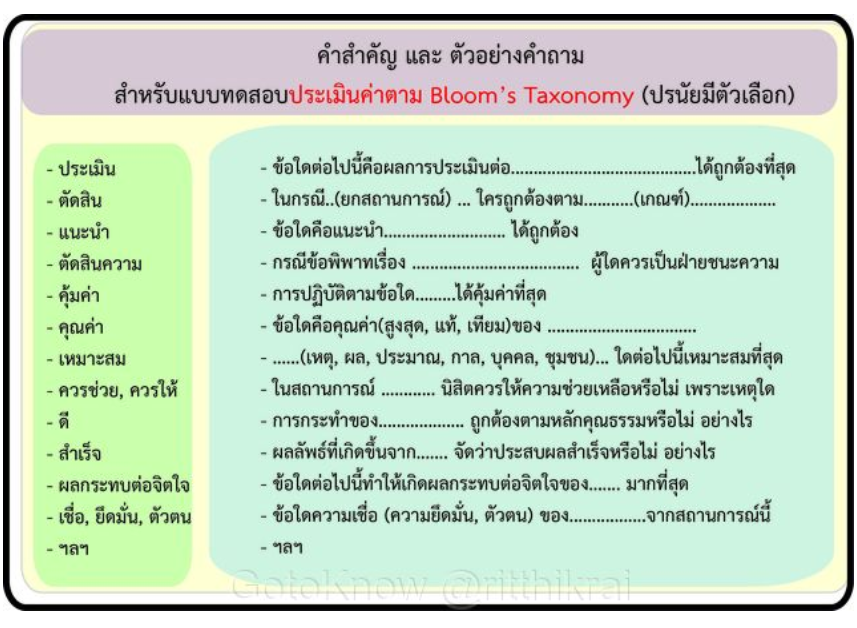 คำสำคัญ และ ตัวอย่างคำถาม
สำหรับแบบทดสอบประเมินค่าตาม Bloom's Taxonomy (ปรนัยมีตัวเลือก)
- ประเมิน
- ตัดสิน
- แนะนำ
- ตัดสินความ
- คุ้มค่า
- คุณค่า
- เหมาะสม
- ควรช่วย, ควรให้
- ดี
- สำเร็จ
- ผลกระทบต่อจิตใจ
- เชื่อ, ยึดมั่น, ตัวตน
- ฯลฯ
- ข้อใดต่อไปนี้คือผลการประเมินต่อ.............................................ได้ถูกต้องที่สุด
- ในกรณี..(ยกสถานการณ์) ... ใครถูกต้องตาม...........(เกณฑ์)...................
- ข้อใดคือแนะนำ............................ ได้ถูกต้อง
- กรณีข้อพิพาทเรื่อง ........................................ ผู้ใดควรเป็นฝ่ายชนะความ
- การปฏิบัติตามข้อใด.........ได้คุ้มค่าที่สุด
- ข้อใดคือคุณค่า(สูงสุด, แท้, เทียม)ของ ..................................
- ......(เหตุ, ผล, ประมาณ, กาล, บุคคล, ชุมชน)... ใดต่อไปนี้เหมาะสมที่สุด
- ในสถานการณ์ ............ นิสิตควรให้ความช่วยเหลือหรือไม่ เพราะเหตุใด
- การกระทำของ.................... ถูกต้องตามหลักคุณธรรมหรือไม่ อย่างไร
- ผลลัพธ์ที่เกิดขึ้นจาก....... จัดว่าประสบผลสำเร็จหรือไม่ อย่างไร
- ข้อใดต่อไปนี้ทำให้เกิดผลกระทบต่อจิตใจของ....... มากที่สุด
- ข้อใดความเชื่อ (ความยึดมั่น, ตัวตน) ของ.................จากสถานการณ์นี้
- ฯลฯ
GotoKnow @ritthikrai